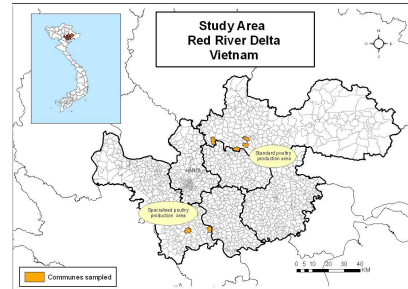 Study Area
Red River Delta
Vietnam
Standard poultry
production area
HANOI
Specialised poultry
production area
Communes sampled
0 5 10 20 30 40
KM